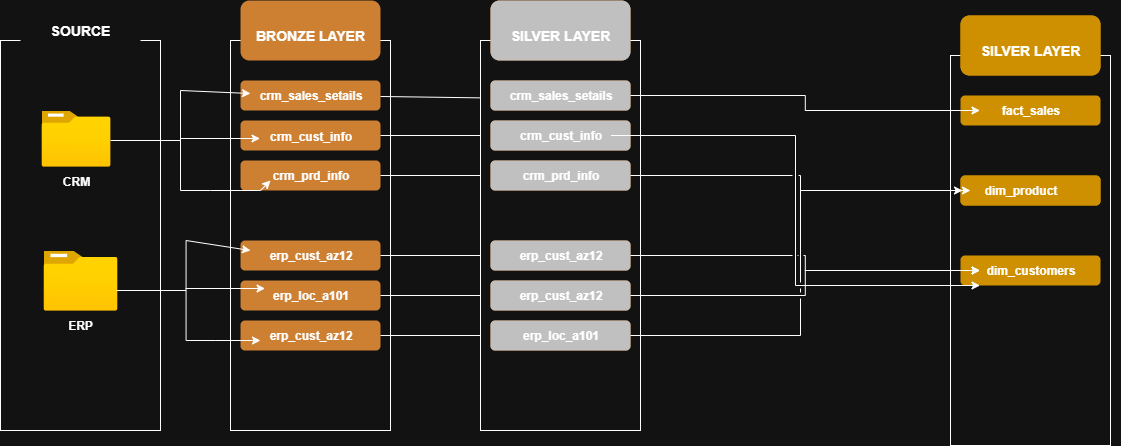 SOURCE
CRM
ERP
BRONZE LAYER
crm_sales_setails
crm_cust_info
crm_prd_info
erp_cust_az12
erp_loc_a101
erp_cust_az12
SILVER LAYER
crm_sales_setails
crm_cust_info
crm_prd_info
erp_cust_az12
erp_cust_az12
erp_loc_a101
SILVER LAYER
fact_sales
dim_product
dim_customers